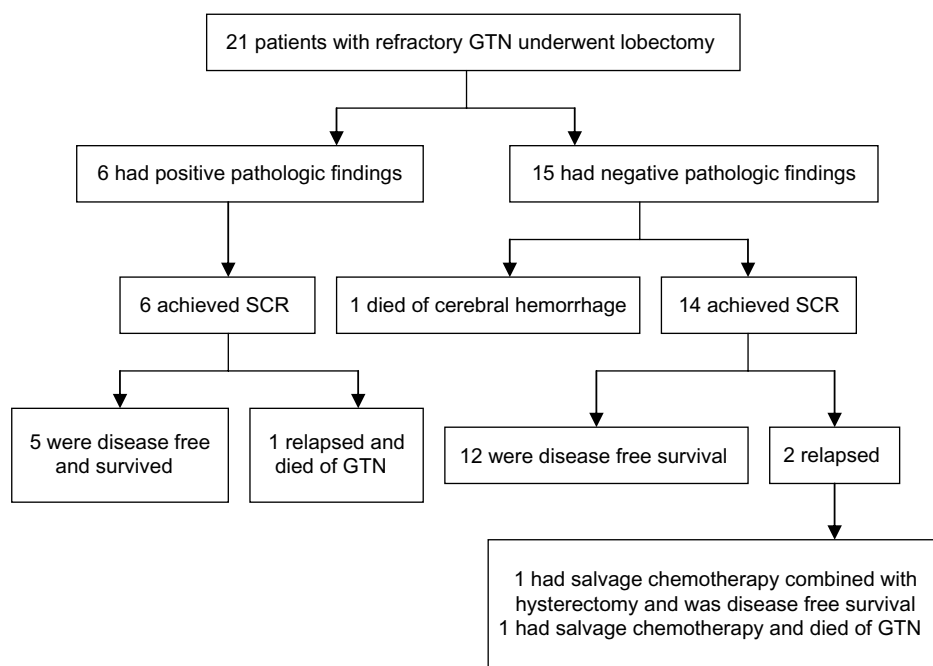 21 patients with refractory GTN underwent lobectomy
6 had positive pathologic findings
15 had negative pathologic findings
6 achieved SCR
1 died of cerebral hemorrhage
14 achieved SCR
5 were disease free
and survived
1 relapsed and
died of GTN
12 were disease free survival
2 relapsed
1 had salvage chemotherapy combined with
hysterectomy and was disease free survival
1 had salvage chemotherapy and died of GTN